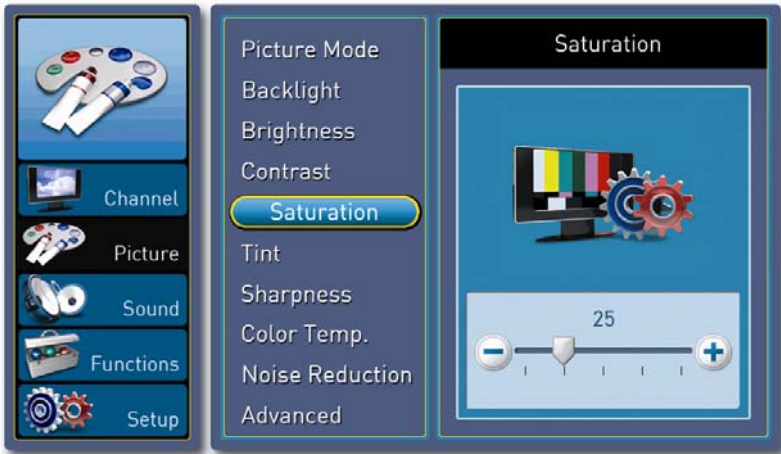 Channel
Picture
Sound
Functions
Setup
Picture Mode
Backlight
Brightness
Contrast
Saturation
Tint
Sharpness
Color Temp.
Noise Reduction
Advanced
Saturation
25